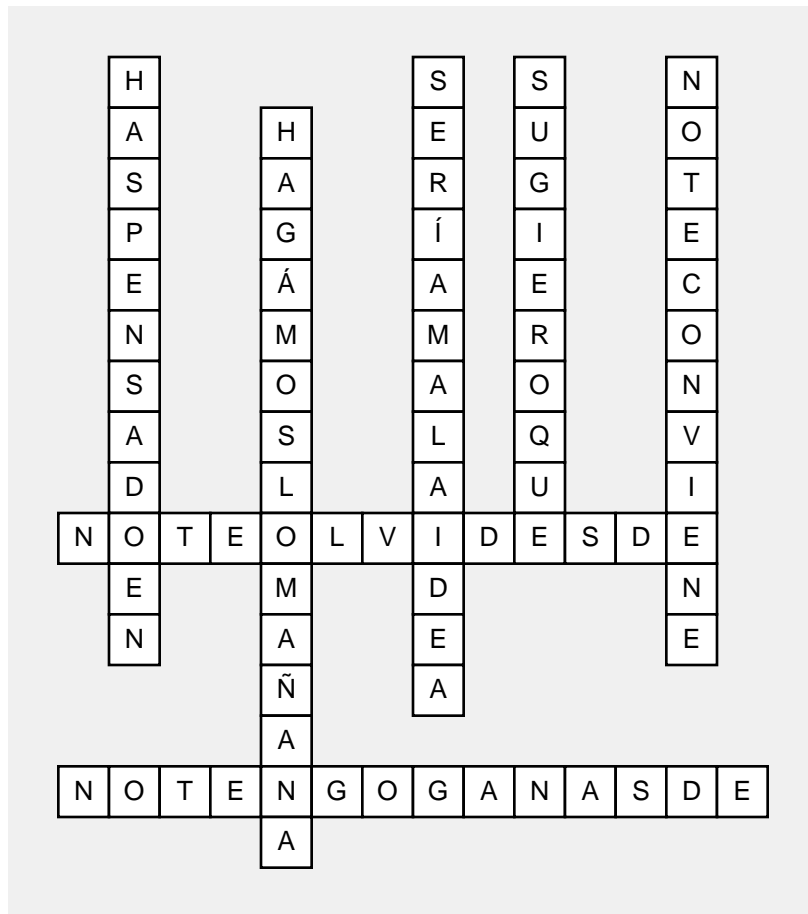 HASPENSADOEN
HAGÁMOSLOMAÑANA
SERÍAMALAIDEA
SUGIEROQUE
NOTECONVIENE
NOTEOLVIDESDE
NOTENGOGANASDE